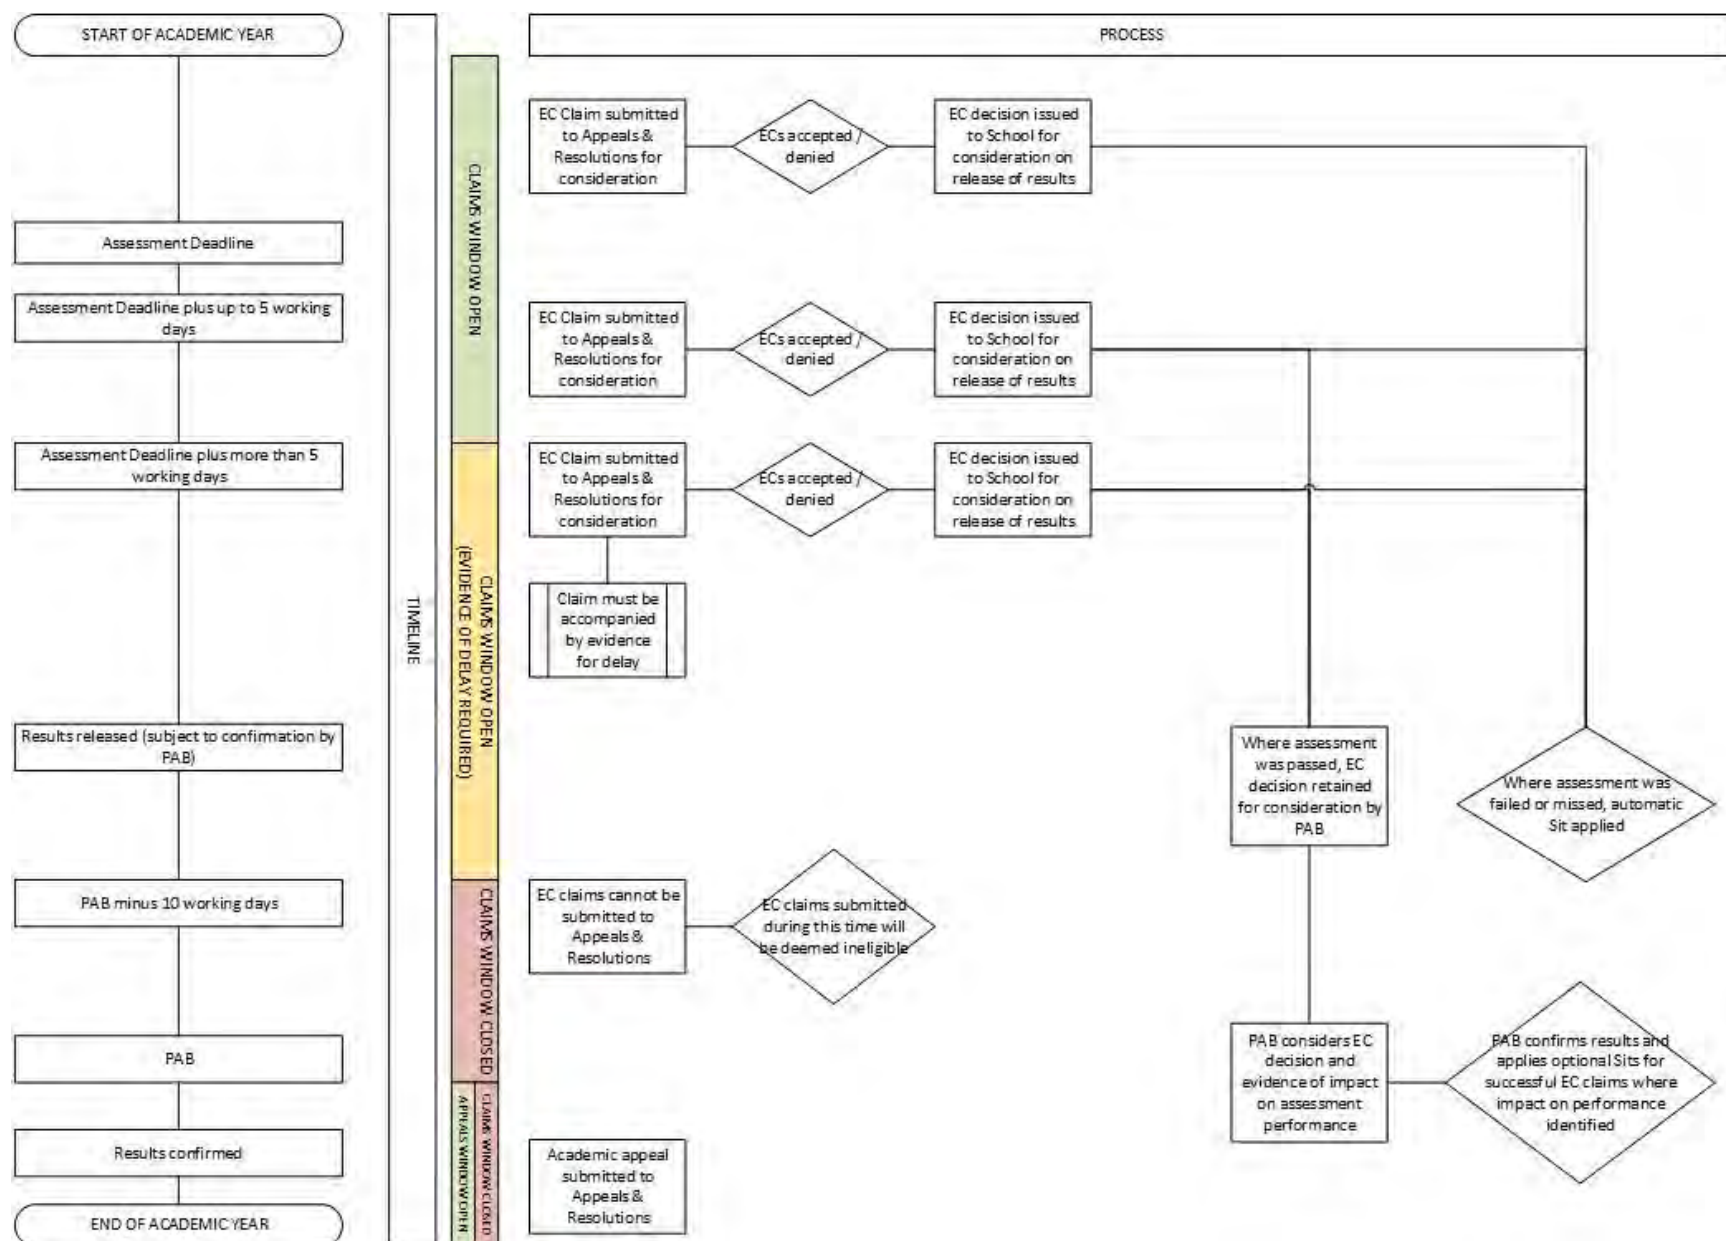 START OF ACADEMIC YEAR
Assessment Deadline
Assessment Deadline plus up to 5 working
days
Assessment Deadline plus more than 5
working days
Results released (subject to confirmation by
PAB)
PAB minus 10 working days
PAB
Results confirmed
END OF ACADEMIC YEAR
TIMELINE
CLAIMS WINDOW OPEN
CLAIMS WINDOW OPEN
(EVIDENCE OF DELAY REQUIRED)
CLAIMS WINDOW CLOSED
CLAIMS WINDOW CLOSED
APPEALS WINDOW OPEN
PROCESS
EC Claim submitted
to Appeals &
Resolutions for
consideration
ECs accepted /
denied
EC decision issued
to School for
consideration on
release of results
EC Claim submitted
to Appeals &
Resolutions for
consideration
ECs accepted /
denied
EC decision issued
to School for
consideration on
release of results
EC Claim submitted
to Appeals &
Resolutions for
consideration
ECs accepted /
denied
EC decision issued
to School for
consideration on
release of results
Claim must be
accompanied
by evidence
for delay
Where assessment
was passed, EC
decision retained
for consideration by
PAB
Where assessment was
failed or missed, automatic
Sit applied
EC claims cannot be
submitted to
Appeals &
Resolutions
EC claims submitted
during this time will
be deemed ineligible
PAB considers EC
decision and
evidence of impact
on assessment
performance
PAB confirms results and
applies optional Sits for
successful EC claims where
impact on performance
identified
Academic appeal
submitted to
Appeals &
Resolutions